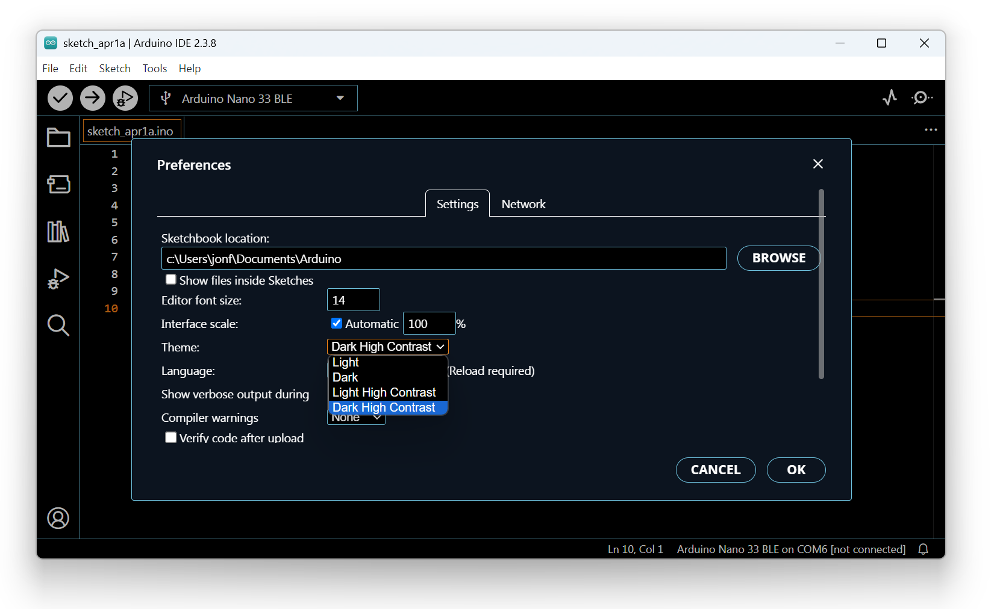 sketch_apr1a | Arduino IDE 2.3.8
File Edit Sketch Tools Help
Arduino Nano 33 BLE
sketch_apr1a.ino
1
2
3
4
5
6
7
8
9
10
Preferences
Settings Network
Sketchbook location:
c:\Users\jonf\Documents\Arduino
BROWSE
Show files inside Sketches
Editor font size: 14
Interface scale: Automatic 100 %
Theme: Dark High Contrast
Light
Dark
Light High Contrast
Dark High Contrast
Language: (Reload required)
Show verbose output during
Compiler warnings None
Verify code after upload
CANCEL OK
Ln 10, Col 1 Arduino Nano 33 BLE on COM6 [not connected]